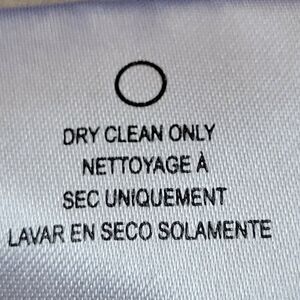 DRY CLEAN ONLY
NETTOYAGE À
SEC UNIQUEMENT
LAVAR EN SECO SOLAMENTE